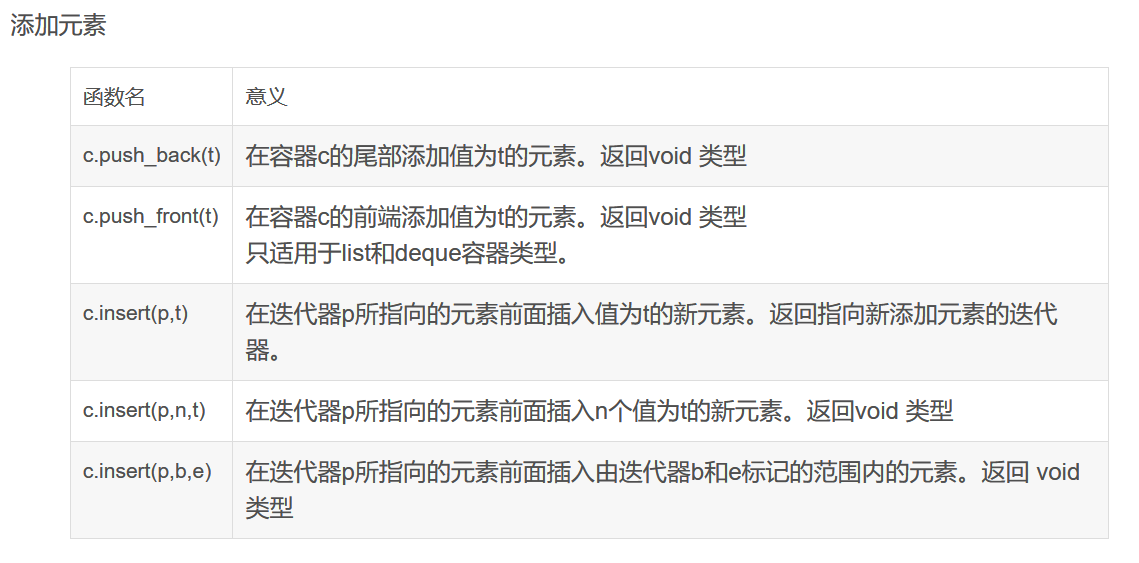 添加元素
函数名 意义
c.push_back(t) 在容器c的尾部添加值为t的元素。返回void 类型
c.push_front(t) 在容器c的前端添加值为t的元素。返回void 类型
只适用于list和deque容器类型。
c.insert(p,t) 在迭代器p所指向的元素前面插入值为t的新元素。返回指向新添加元素的迭代
器。
c.insert(p,n,t) 在迭代器p所指向的元素前面插入n个值为t的新元素。返回void 类型
c.insert(p,b,e) 在迭代器p所指向的元素前面插入由迭代器b和e标记的范围内的元素。返回 void
类型